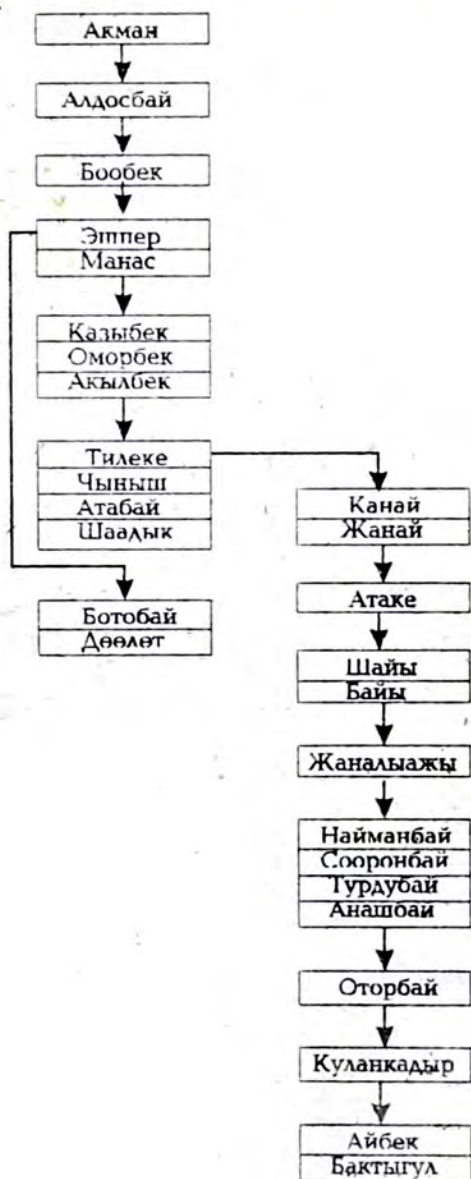 Акман
Алдосбай
Бообек
Эшпер
Манас
Казыбек
Оморбек
Акылбек
Тилеке
Чыныш
Атабай
Шаадык
Ботобай
Дөөлөт
Канай
Жанай
Атаке
Шайы
Байы
Жаналыажы
Найманбай
Сооронбай
Турдубай
Анашбай
Оторбай
Куланкадыр
Айбек
Бактыгул